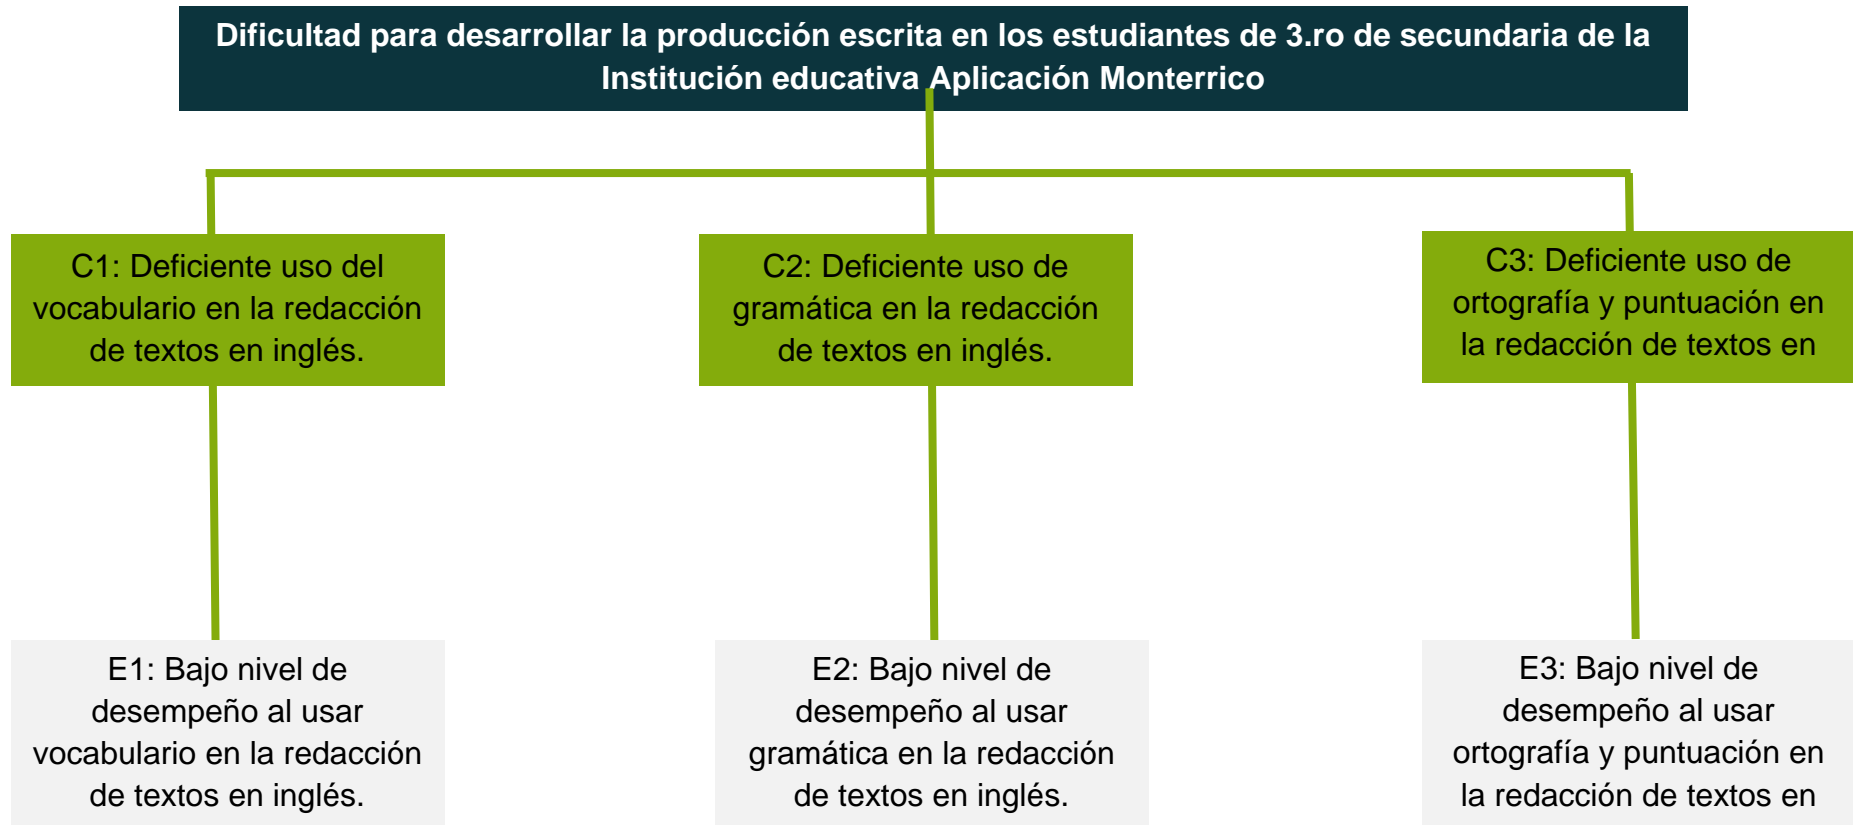 Dificultad para desarrollar la producción escrita en los estudiantes de 3.ro de secundaria de la
Institución educativa Aplicación Monterrico
C1: Deficiente uso del
vocabulario en la redacción
de textos en inglés.
C2: Deficiente uso de
gramática en la redacción
de textos en inglés.
C3: Deficiente uso de
ortografía y puntuación en
la redacción de textos en
E1: Bajo nivel de
desempeño al usar
vocabulario en la redacción
de textos en inglés.
E2: Bajo nivel de
desempeño al usar
gramática en la redacción
de textos en inglés.
E3: Bajo nivel de
desempeño al usar
ortografía y puntuación en
la redacción de textos en